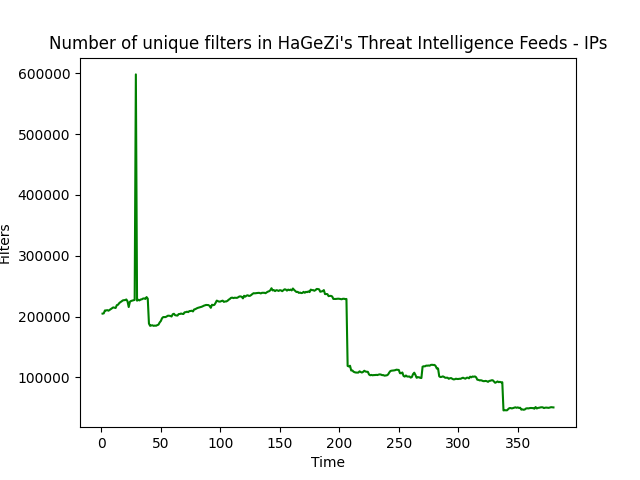 Number of unique filters in HaGeZi's Threat Intelligence Feeds - IPs
600000
500000
400000
300000
200000
100000
Filters
0 50 100 150 200 250 300 350
Time